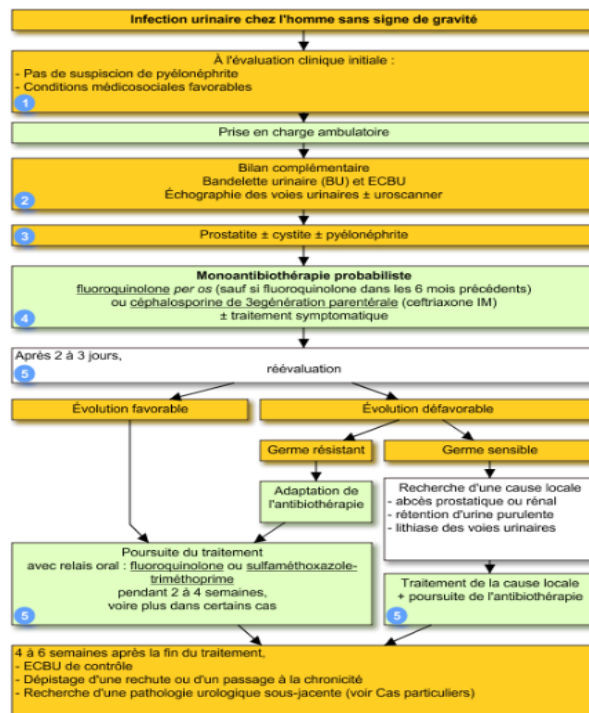 Infection urinaire chez l'homme sans signe de gravité
À l'évaluation clinique initiale :
- Pas de suspiscion de pyélonéphrite
- Conditions médicosociales favorables
1
Prise en charge ambulatoire
Bilan complémentaire
Bandelette urinaire (BU) et ECBU
Échographie des voies urinaires ± uroscanner
2
3
Prostatite ± cystite ± pyélonéphrite
Monoantibiothérapie probabiliste
fluoroquinolone per os (sauf si fluoroquinolone dans les 6 mois précédents)
ou céphalosporine de 3egénération parentérale (ceftriaxone IM)
± traitement symptomatique
4
Après 2 à 3 jours,
réévaluation
5
Évolution favorable
Évolution défavorable
Germe résistant
Germe sensible
Adaptation de
l'antibiothérapie
Recherche d'une cause locale
- abcès prostatique ou rénal
- rétention d'urine purulente
- lithiase des voies urinaires
Poursuite du traitement
avec relais oral : fluoroquinolone ou sulfaméthoxazole-
triméthoprime
pendant 2 à 4 semaines,
voire plus dans certains cas
5
Traitement de la cause locale
+ poursuite de l'antibiothérapie
5
4 à 6 semaines après la fin du traitement,
- ECBU de contrôle
- Dépistage d'une rechute ou d'un passage à la chronicité
- Recherche d'une pathologie urologique sous-jacente (voir Cas particuliers)